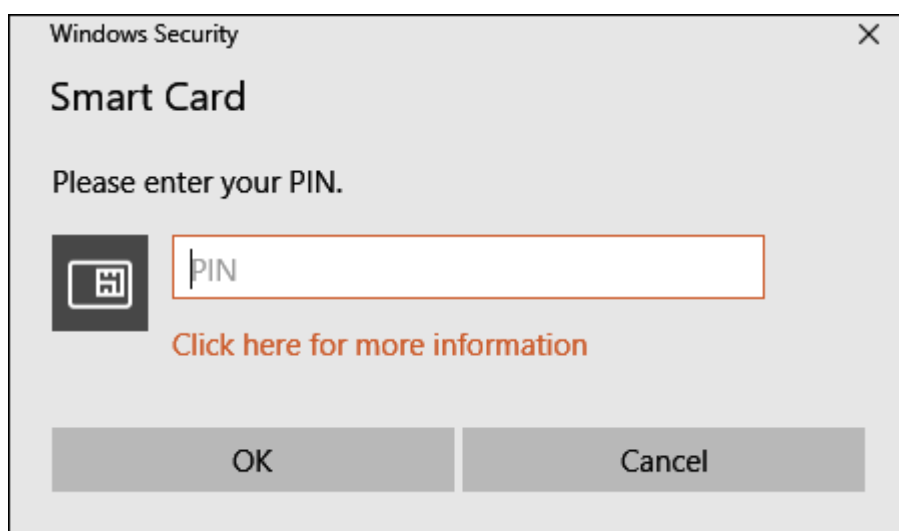 Windows Security
Smart Card
Please enter your PIN.
PIN
Click here for more information
OK
Cancel